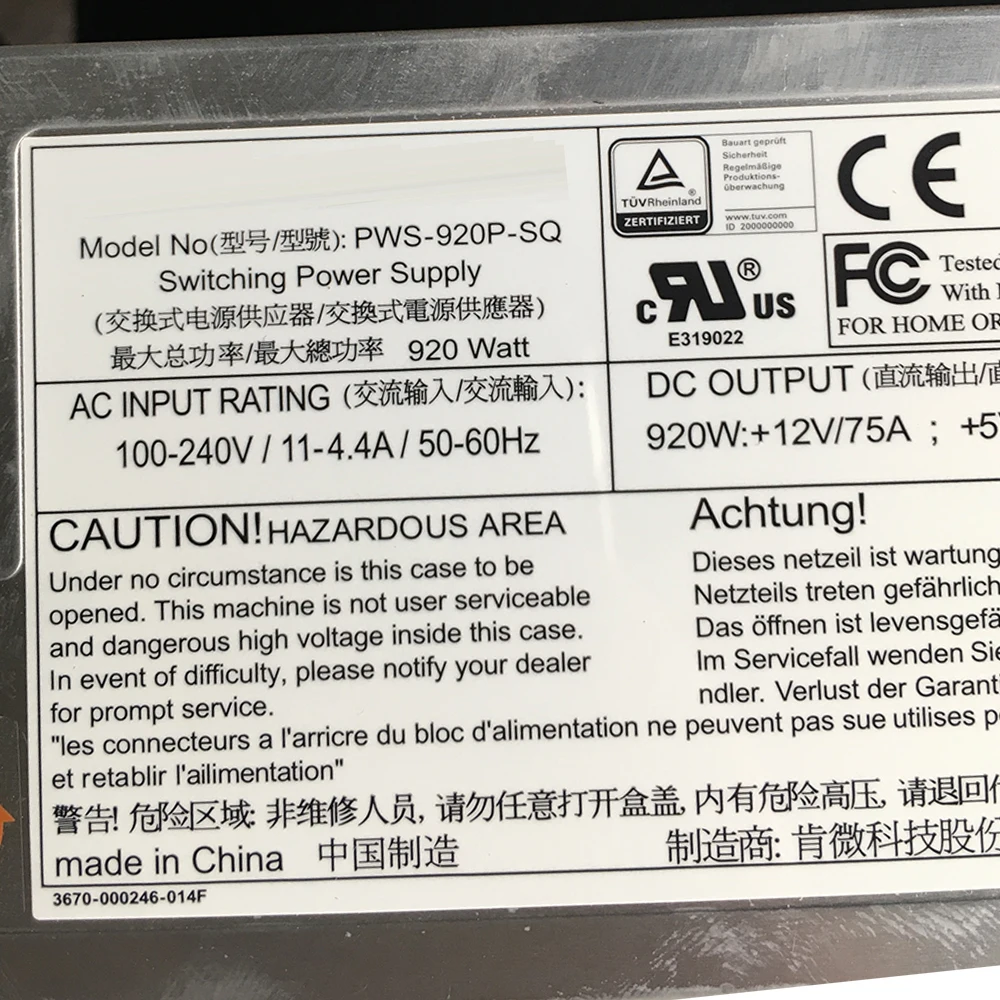 Model No(型号/型號): PWS-920P-SQ
Switching Power Supply
(交换式电源供应器/交換式電源供應器)
最大总功率/最大總功率 920 Watt
TÜVRheinland
ZERTIFIZIERT
Bauart geprüft
Sicherheit
Regelmäßige
Produktions-
überwachung
www.tuv.com
ID 2000000000
CE
c RU ® US
E319022
FC Tested
With
FOR HOME OR
AC INPUT RATING (交流输入/交流輸入):
100-240V / 11-4.4A / 50-60Hz
DC OUTPUT (直流输出/直
920W:+12V/75A ; +5
CAUTION! HAZARDOUS AREA
Under no circumstance is this case to be
opened. This machine is not user serviceable
and dangerous high voltage inside this case.
In event of difficulty, please notify your dealer
for prompt service.
Achtung!
Dieses netzeil ist wartung
Netzteils treten gefährlich
Das öffnen ist levensgefä
Im Servicefall wenden Sie
ndler. Verlust der Garanti
"les connecteurs a l'arricre du bloc d'alimentation ne peuvent pas sue utilises p
et retablir l'ailimentation"
警告! 危险区域: 非维修人员, 请勿任意打开盒盖, 内有危险高压, 请退回
made in China 中国制造
制造商: 肯微科技股份
3670-000246-014F